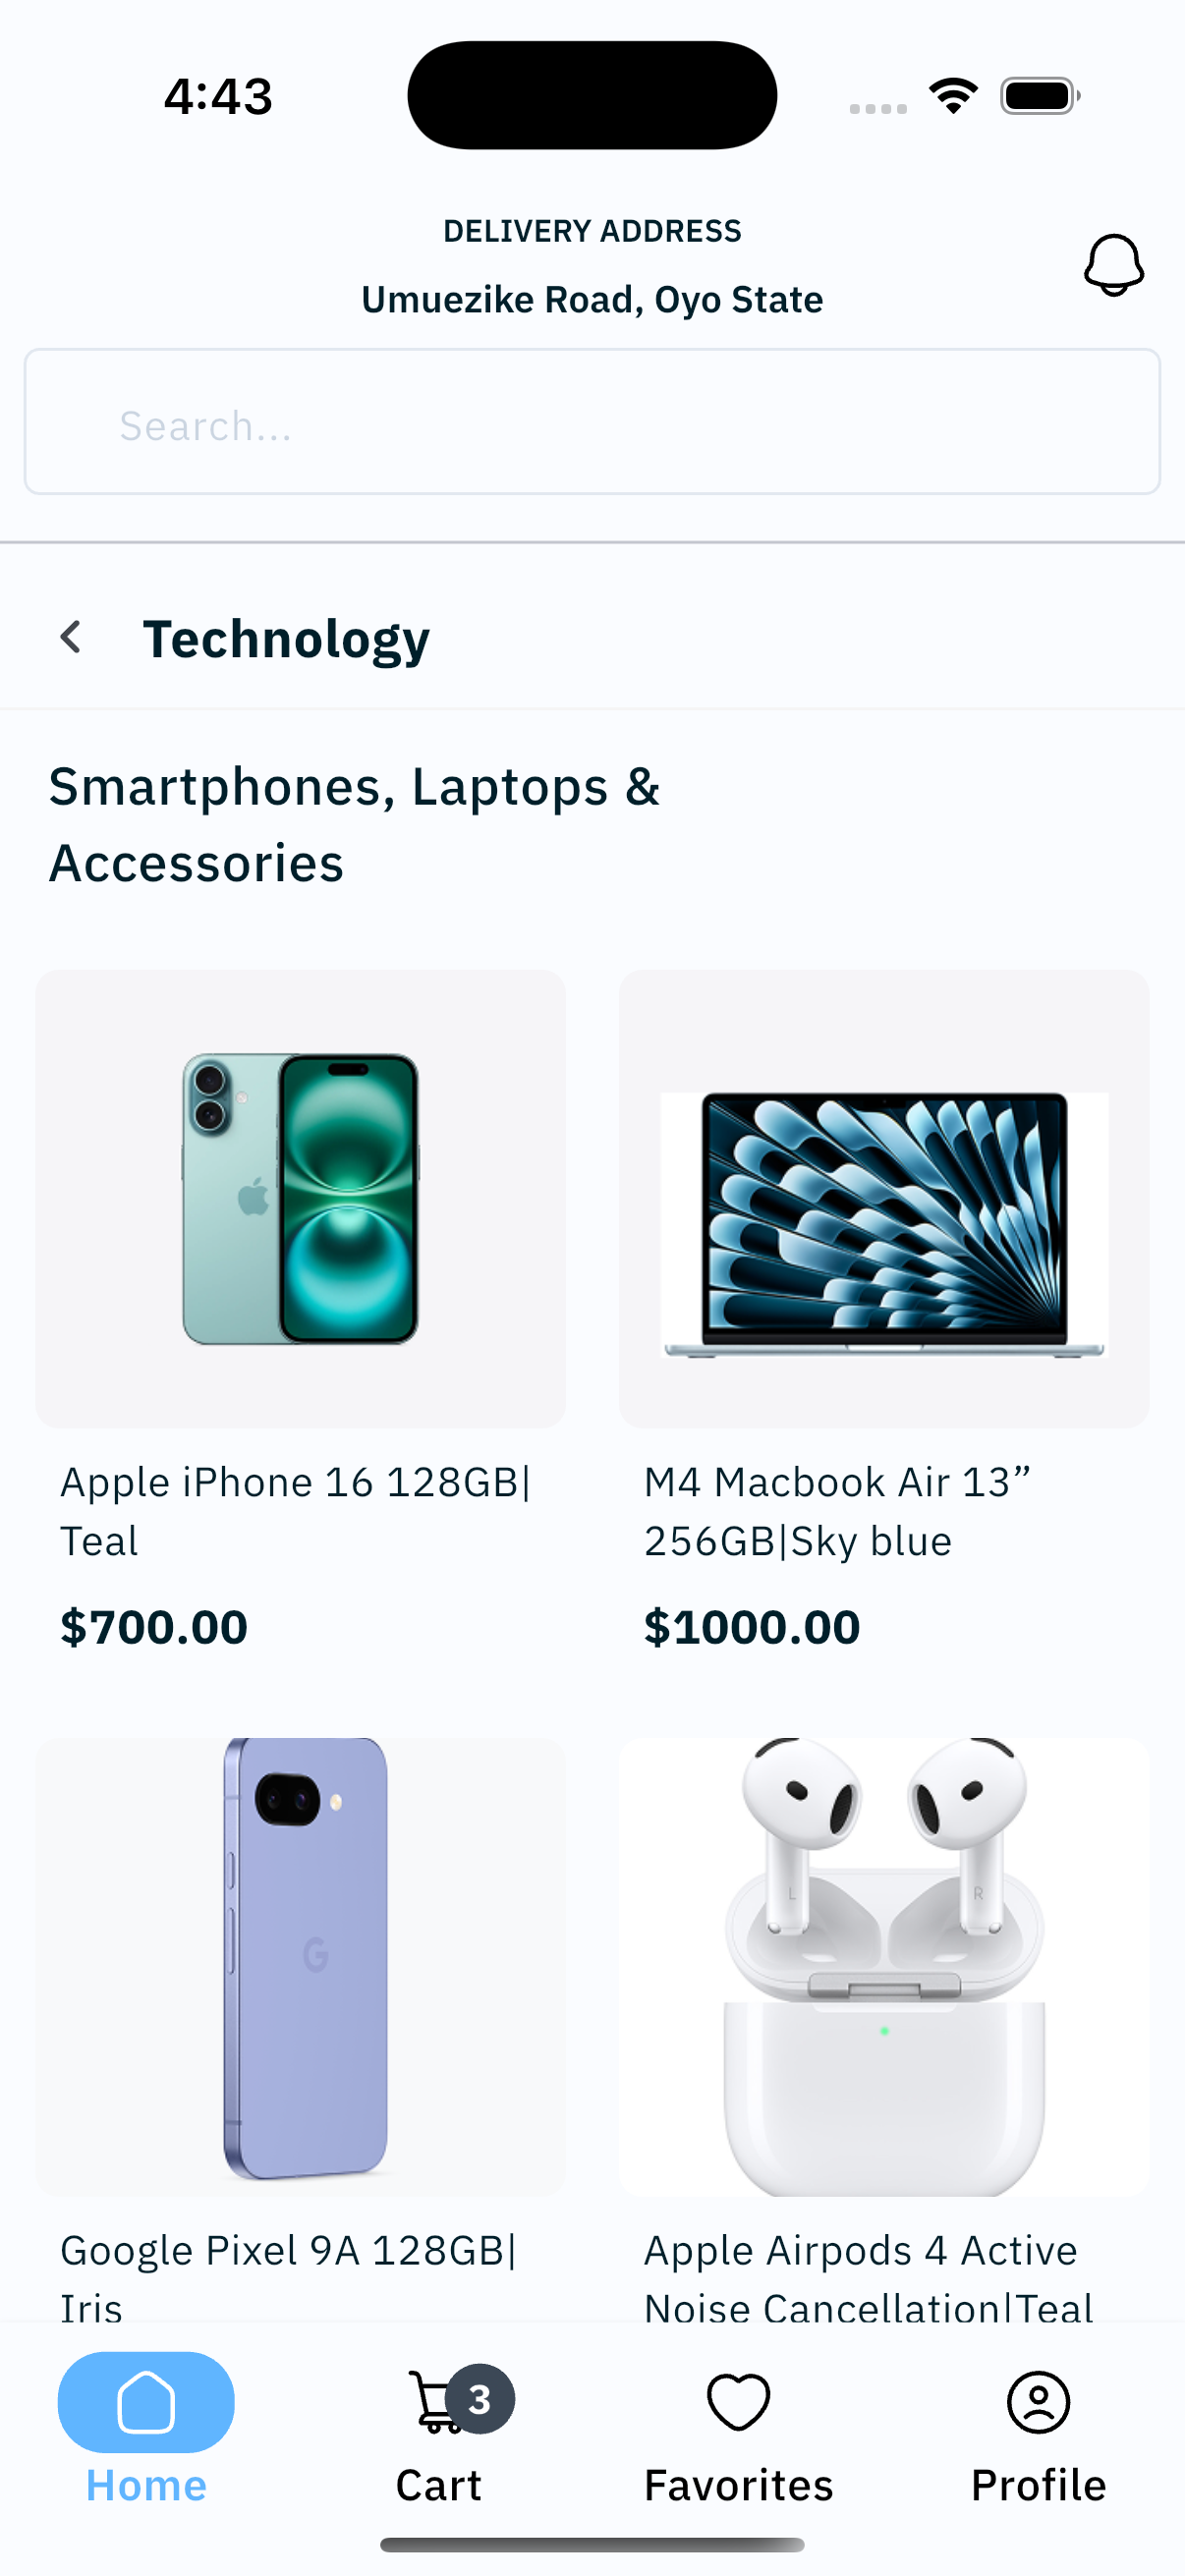 4:43
DELIVERY ADDRESS
Umuezike Road, Oyo State
Search...
Technology
Smartphones, Laptops &
Accessories
Apple iPhone 16 128GB|
Teal
$700.00
M4 Macbook Air 13”
256GB|Sky blue
$1000.00
L
R
G
Google Pixel 9A 128GB|
Iris
Apple Airpods 4 Active
Noise Cancellation|Teal
3
Home
Cart
Favorites
Profile